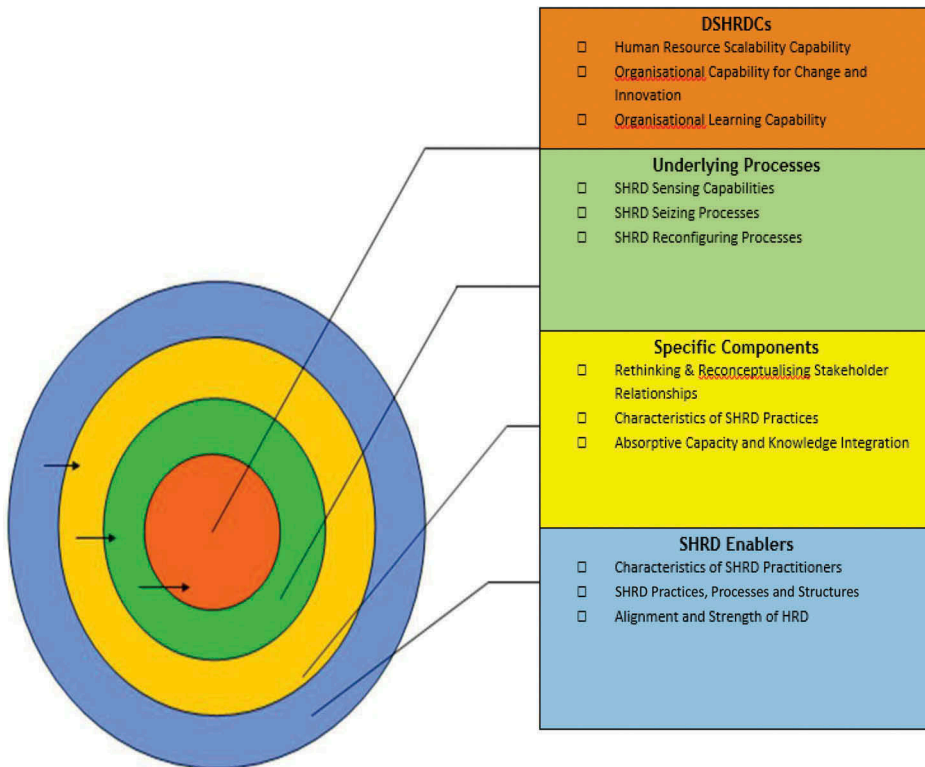 DSHRDCs
□ Human Resource Scalability Capability
□ Organisational Capability for Change and
Innovation
□ Organisational Learning Capability
Underlying Processes
□ SHRD Sensing Capabilities
□ SHRD Seizing Processes
□ SHRD Reconfiguring Processes
Specific Components
□ Rethinking & Reconceptualising Stakeholder
Relationships
□ Characteristics of SHRD Practices
□ Absorptive Capacity and Knowledge Integration
SHRD Enablers
□ Characteristics of SHRD Practitioners
□ SHRD Practices, Processes and Structures
□ Alignment and Strength of HRD